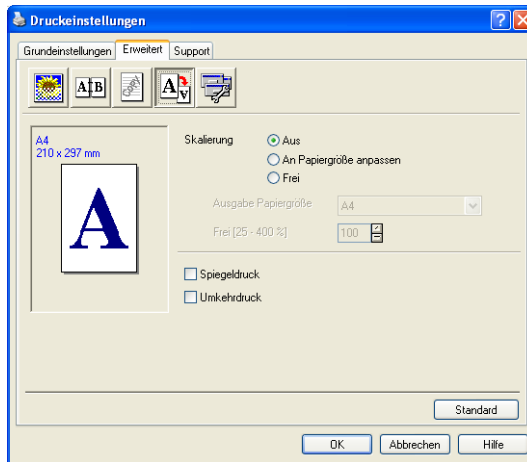 Druckeinstellungen
Grundeinstellungen Erweitert Support
A B
A A
A4
210 x 297 mm
A
Skalierung Aus
An Papiergröße anpassen
Frei
Ausgabe Papiergröße A4
Frei [25 - 400 %] 100
Spiegeldruck
Umkehrdruck
Standard
OK Abbrechen Hilfe